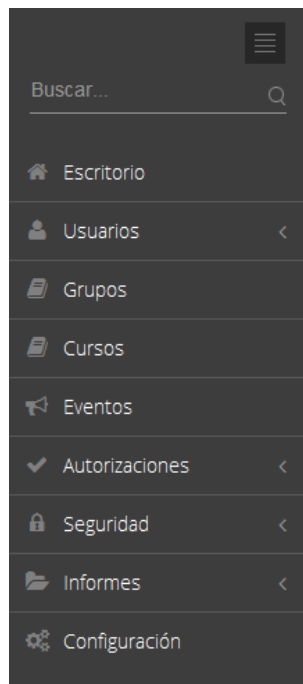 Buscar...
Escritorio
Usuarios
Grupos
Cursos
Eventos
Autorizaciones
Seguridad
Informes
Configuración